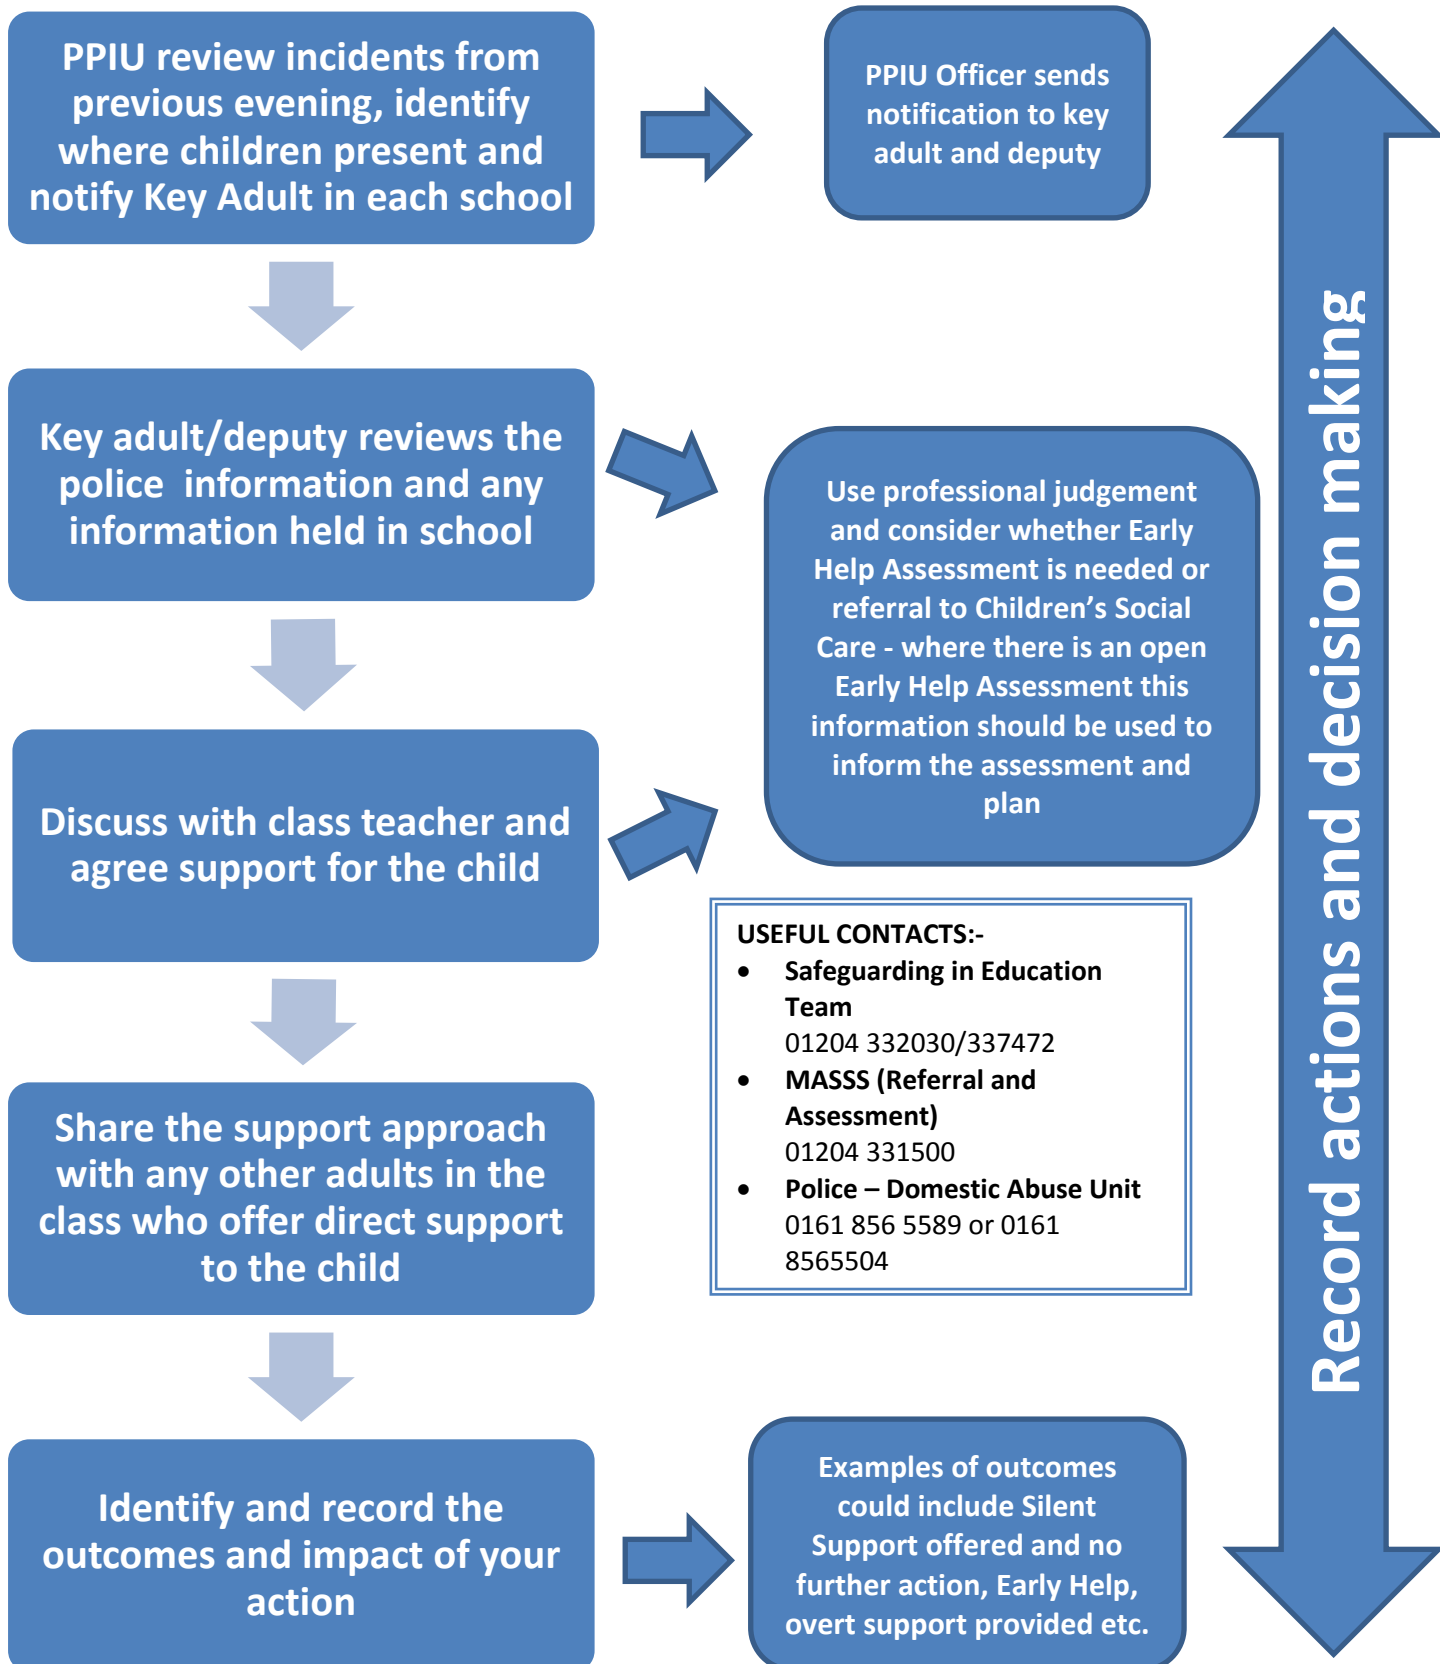 PPIU review incidents from
previous evening, identify
where children present and
notify Key Adult in each school
PPIU Officer sends
notification to key
adult and deputy
Key adult/deputy reviews the
police information and any
information held in school
Use professional judgement
and consider whether Early
Help Assessment is needed or
referral to Children’s Social
Care - where there is an open
Early Help Assessment this
information should be used to
inform the assessment and
plan
Discuss with class teacher and
agree support for the child
USEFUL CONTACTS:-
• Safeguarding in Education
Team
01204 332030/337472
• MASSS (Referral and
Assessment)
01204 331500
• Police – Domestic Abuse Unit
0161 856 5589 or 0161
8565504
Share the support approach
with any other adults in the
class who offer direct support
to the child
Identify and record the
outcomes and impact of your
action
Examples of outcomes
could include Silent
Support offered and no
further action, Early Help,
overt support provided etc.
Record actions and decision making